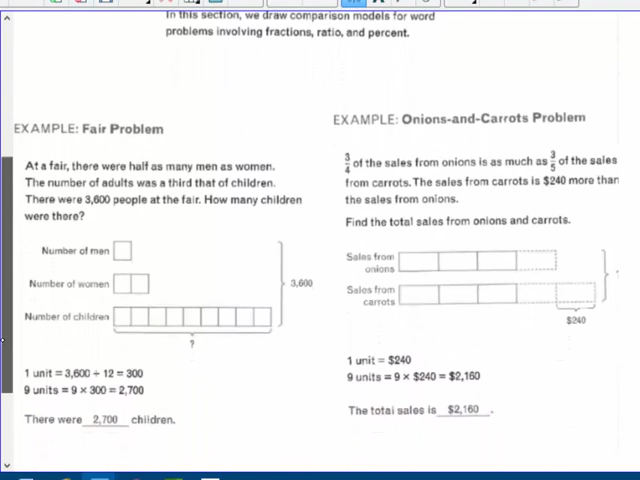 In this section, we draw comparison models for word
problems involving fractions, ratio, and percent.
EXAMPLE: Fair Problem
At a fair, there were half as many men as women.
The number of adults was a third that of children.
There were 3,600 people at the fair. How many children
were there?
Number of men
Number of women
3,600
Number of children
?
1 unit = 3,600 ÷ 12 = 300
9 units = 9 × 300 = 2,700
There were 2,700 children.
EXAMPLE: Onions-and-Carrots Problem
3/4 of the sales from onions is as much as 3/5 of the sales
from carrots. The sales from carrots is $240 more than
the sales from onions.
Find the total sales from onions and carrots.
Sales from
onions
Sales from
carrots
$240
1 unit = $240
9 units = 9 × $240 = $2,160
The total sales is $2,160.